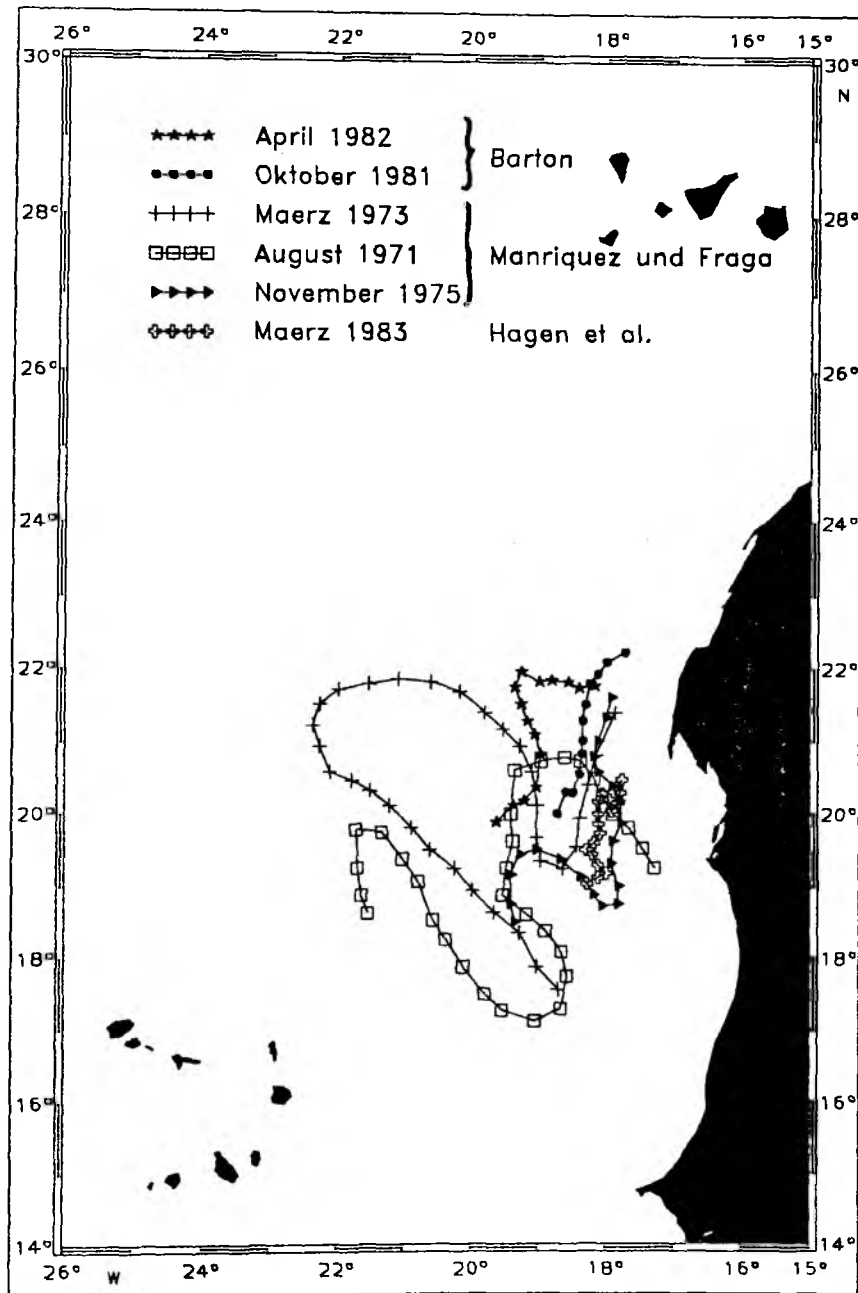 26° 24° 22° 20° 18° 16° 15°
30° 30°
N
April 1982
Barton
Oktober 1981
Maerz 1973
28° 28°
August 1971 Manriquez und Fraga
November 1975
Maerz 1983 Hagen et al.
26° 26°
24° 24°
22° 22°
20° 20°
18° 18°
16° 16°
14° 14°
26° W 24° 22° 20° 18° 16° 15°